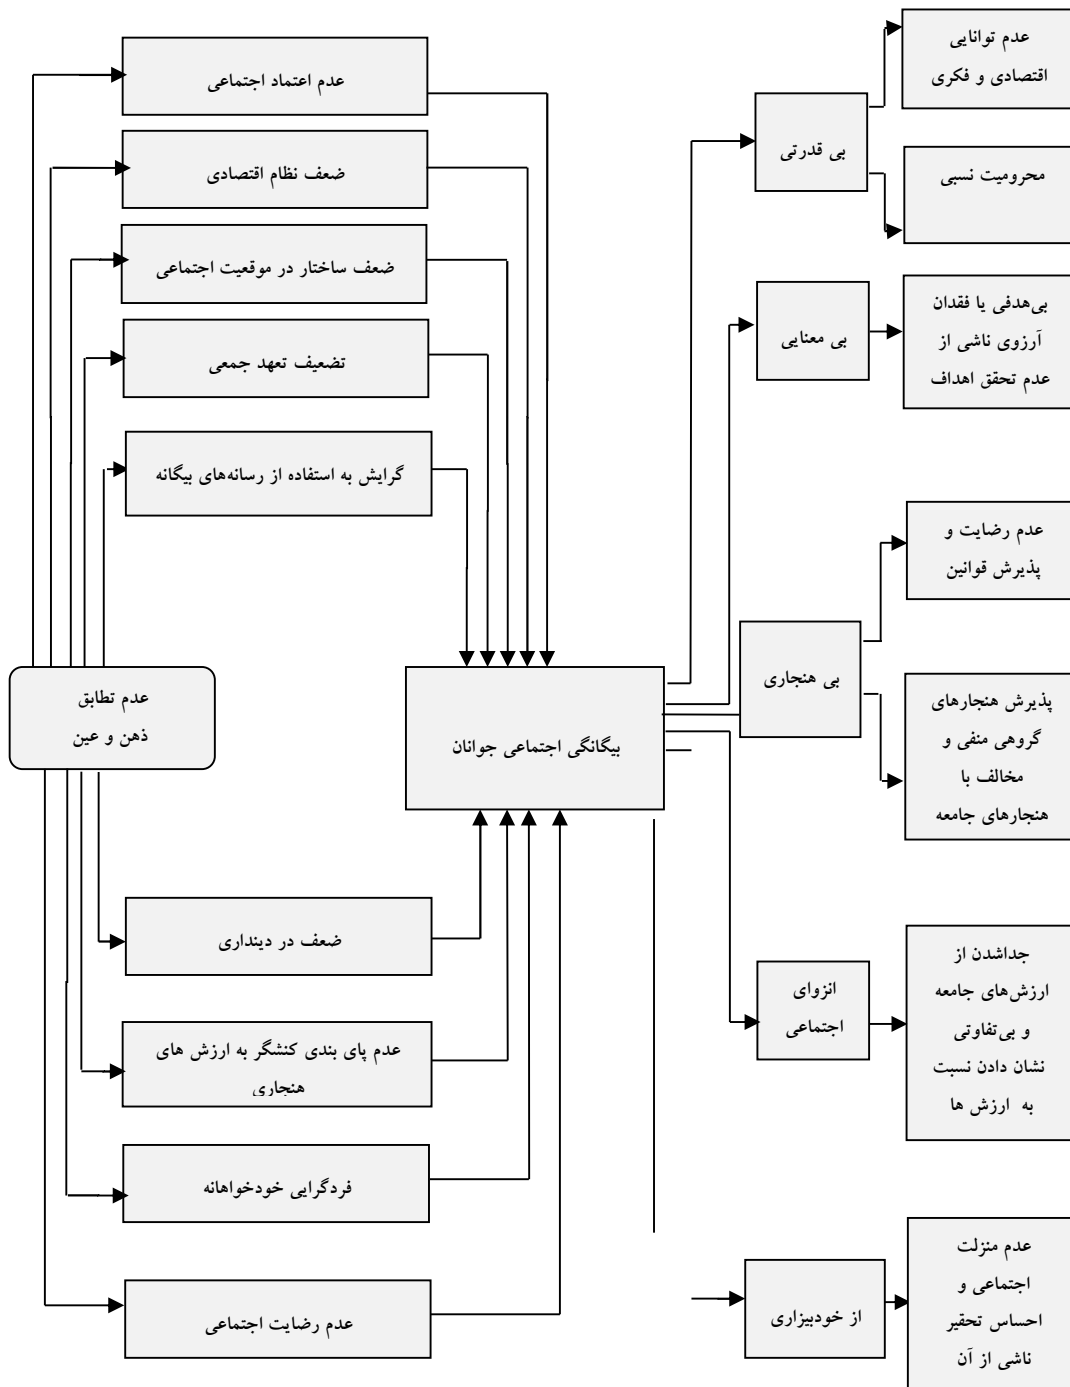 عدم توانایی
اقتصادی و فکری
عدم اعتماد اجتماعی
بی قدرتی
ضعف نظام اقتصادی
محرومیت نسبی
ضعف ساختار در موقعیت اجتماعی
بی‌هدفی یا فقدان
آرزوی ناشی از
عدم تحقق اهداف
بی معنایی
تضعیف تعهد جمعی
گرایش به استفاده از رسانه‌های بیگانه
عدم رضایت و
پذیرش قوانین
بی هنجاری
عدم تطابق
ذهن و عین
بیگانگی اجتماعی جوانان
پذیرش هنجارهای
گروهی منفی و
مخالف با
هنجارهای جامعه
ضعف در دینداری
جداشدن از
ارزش‌های جامعه
و بی‌تفاوتی
نشان دادن نسبت
به ارزش ها
انزوای
اجتماعی
عدم پای بندی کنشگر به ارزش های
هنجاری
فردگرایی خودخواهانه
عدم منزلت
اجتماعی و
احساس تحقیر
ناشی از آن
از خودبیزاری
عدم رضایت اجتماعی